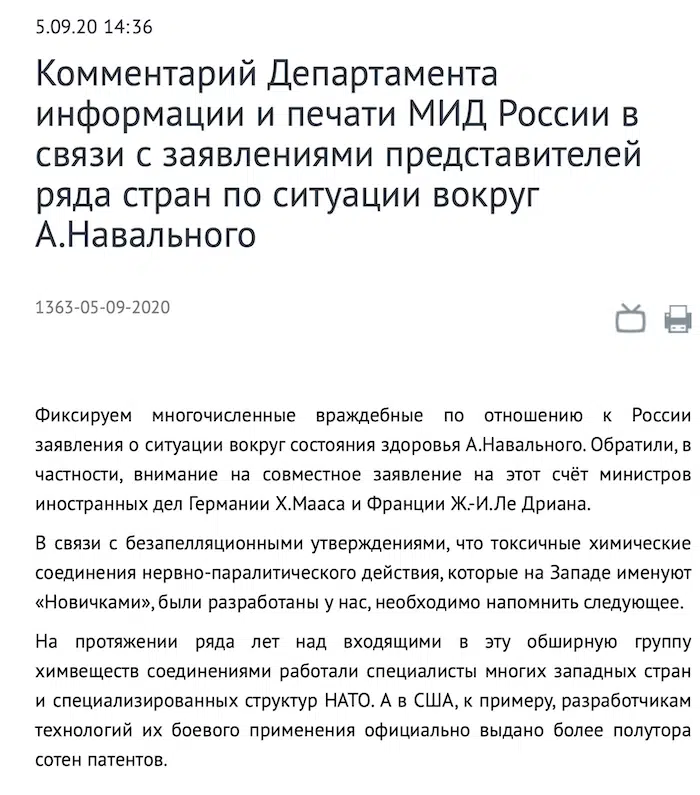 5.09.20 14:36
Комментарий Департамента
информации и печати МИД России в
связи с заявлениями представителей
ряда стран по ситуации вокруг
А.Навального
1363-05-09-2020
Фиксируем многочисленные враждебные по отношению к России
заявления о ситуации вокруг состояния здоровья А.Навального. Обратили, в
частности, внимание на совместное заявление на этот счёт министров
иностранных дел Германии Х.Мааса и Франции Ж.-И.Ле Дриана.
В связи с безапелляционными утверждениями, что токсичные химические
соединения нервно-паралитического действия, которые на Западе именуют
«Новичками», были разработаны у нас, необходимо напомнить следующее.
На протяжении ряда лет над входящими в эту обширную группу
химвеществ соединениями работали специалисты многих западных стран
и специализированных структур НАТО. А в США, к примеру, разработчикам
технологий их боевого применения официально выдано более полутора
сотен патентов.